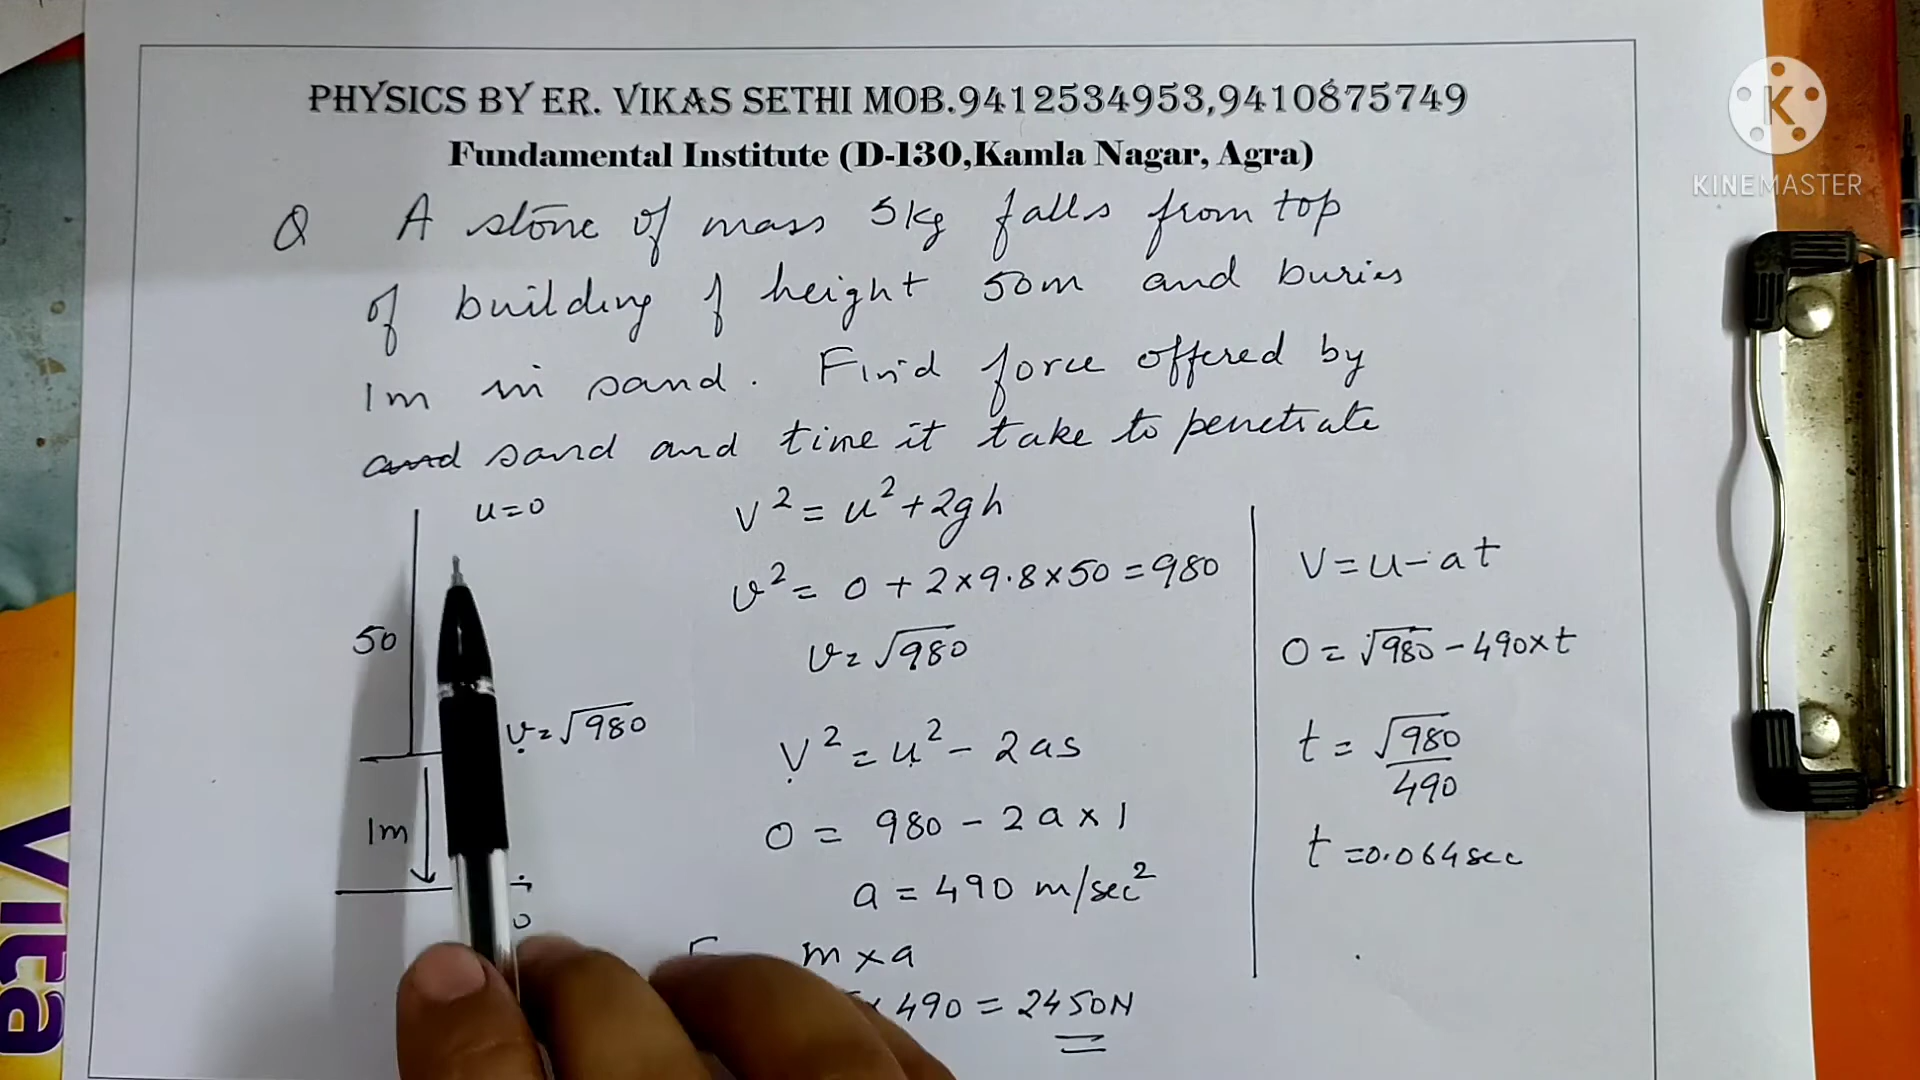 PHYSICS BY ER. VIKAS SETHI MOB.9412534953,9410875749
Fundamental Institute (D-130,Kamla Nagar, Agra)
K
KINEMASTER
Q A stone of mass 5kg falls from top
of building of height 50m and buries
1m in sand. Find force offered by
and sand and time it take to penetrate
u=0
50
v=√980
1m
0
v²=u²+2gh
v²= 0+2×9.8×50=980
v=√980
v²=u²-2as
0= 980-2a×1
a=490 m/sec²
m×a
×490=2450N
v=u-at
0=√980-490×t
t=√980/490
t=0.064sec
Vita